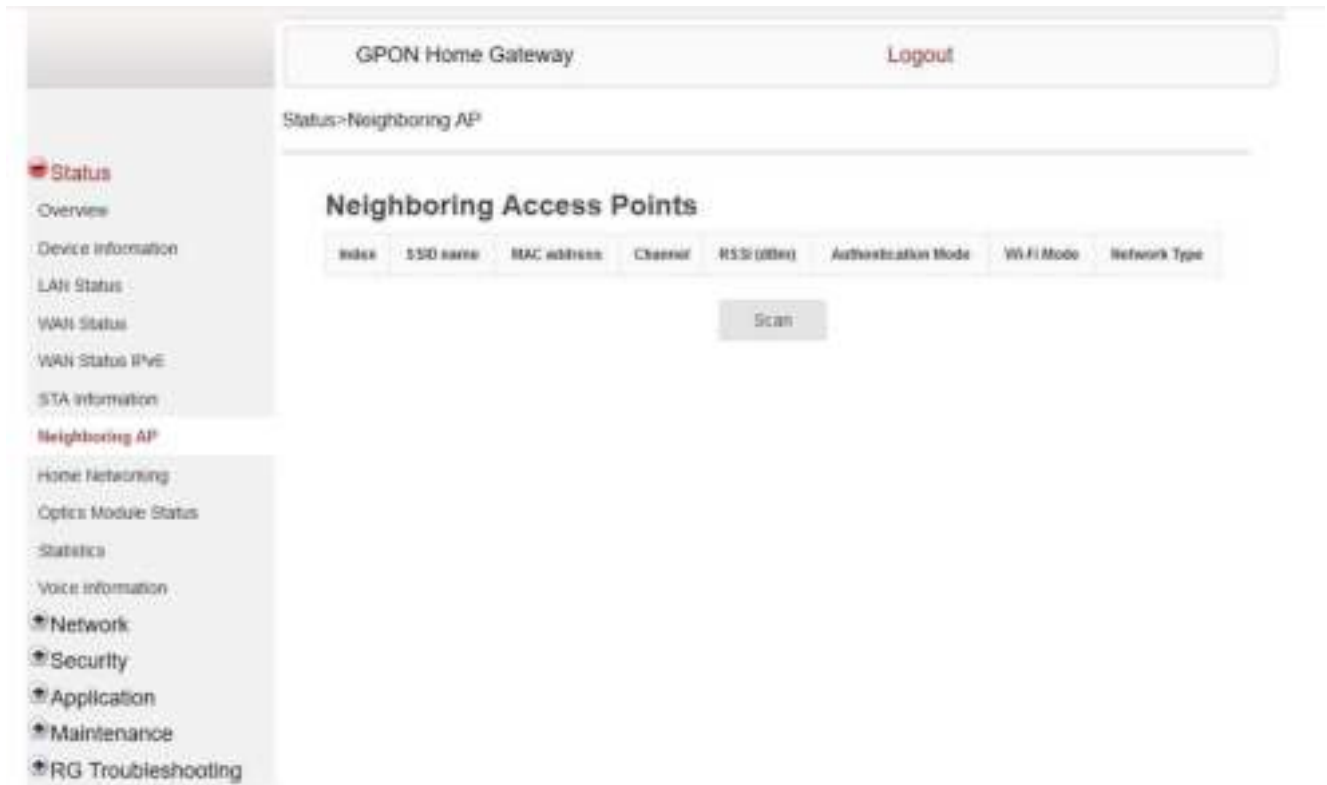 GPON Home Gateway
Logout
Status>Neighboring AP
Status
Overview
Device Information
LAN Status
WAN Status
WAN Status IPv6
STA Information
Neighboring AP
Home Networking
Optics Module Status
Statistics
Voice Information
Network
Security
Application
Maintenance
RG Troubleshooting
Neighboring Access Points
Index SSID name MAC address Channel RSSI (dBm) Authentication Mode Wi-Fi Mode Network Type
Scan